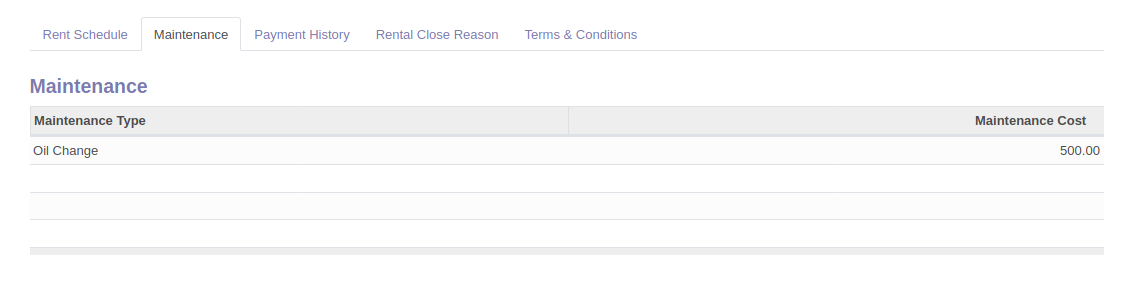 Rent Schedule Maintenance Payment History Rental Close Reason Terms & Conditions
Maintenance
Maintenance Type Maintenance Cost
Oil Change 500.00